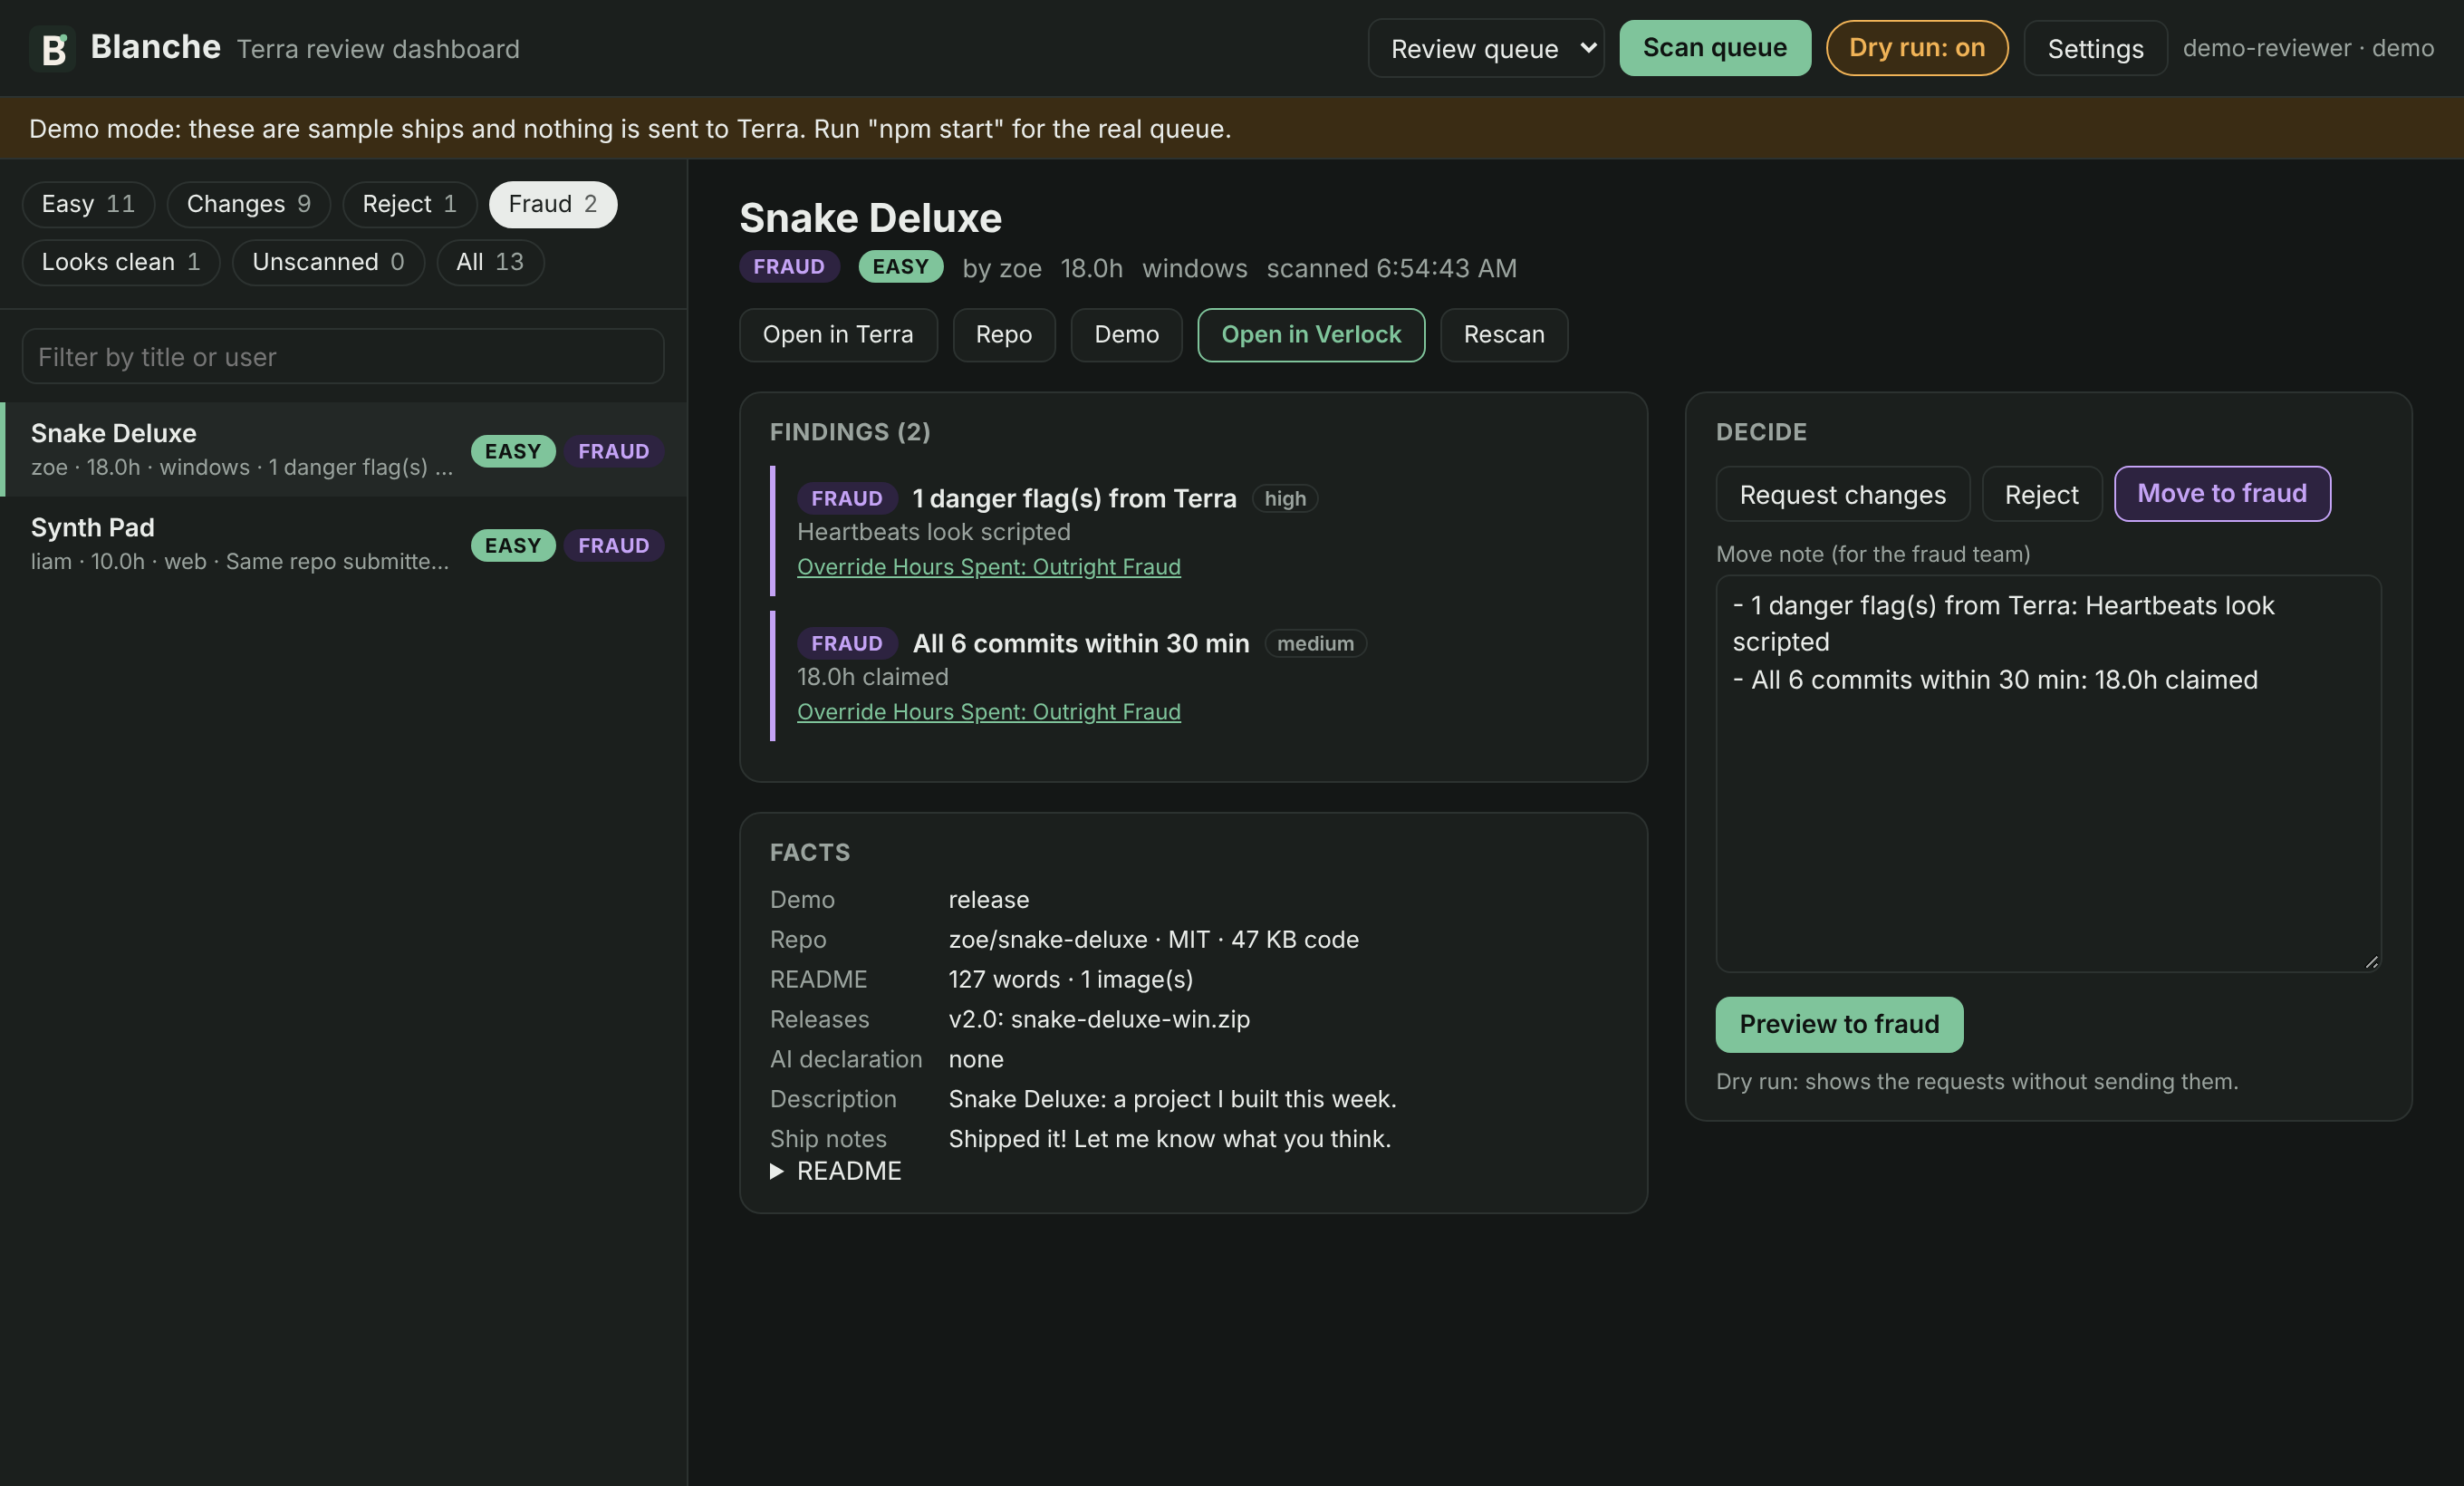 B Blanche Terra review dashboard Review queue Scan queue Dry run: on Settings demo-reviewer · demo
Demo mode: these are sample ships and nothing is sent to Terra. Run "npm start" for the real queue.
Easy 11 Changes 9 Reject 1 Fraud 2
Looks clean 1 Unscanned 0 All 13
Filter by title or user
Snake Deluxe
zoe · 18.0h · windows · 1 danger flag(s) ...
EASY FRAUD
Synth Pad
liam · 10.0h · web · Same repo submitte...
EASY FRAUD
Snake Deluxe
FRAUD EASY by zoe 18.0h windows scanned 6:54:43 AM
Open in Terra Repo Demo Open in Verlock Rescan
FINDINGS (2)
FRAUD 1 danger flag(s) from Terra high
Heartbeats look scripted
Override Hours Spent: Outright Fraud
FRAUD All 6 commits within 30 min medium
18.0h claimed
Override Hours Spent: Outright Fraud
FACTS
Demo release
Repo zoe/snake-deluxe · MIT · 47 KB code
README 127 words · 1 image(s)
Releases v2.0: snake-deluxe-win.zip
AI declaration none
Description Snake Deluxe: a project I built this week.
Ship notes Shipped it! Let me know what you think.
README
DECIDE
Request changes Reject Move to fraud
Move note (for the fraud team)
- 1 danger flag(s) from Terra: Heartbeats look
scripted
- All 6 commits within 30 min: 18.0h claimed
Preview to fraud
Dry run: shows the requests without sending them.